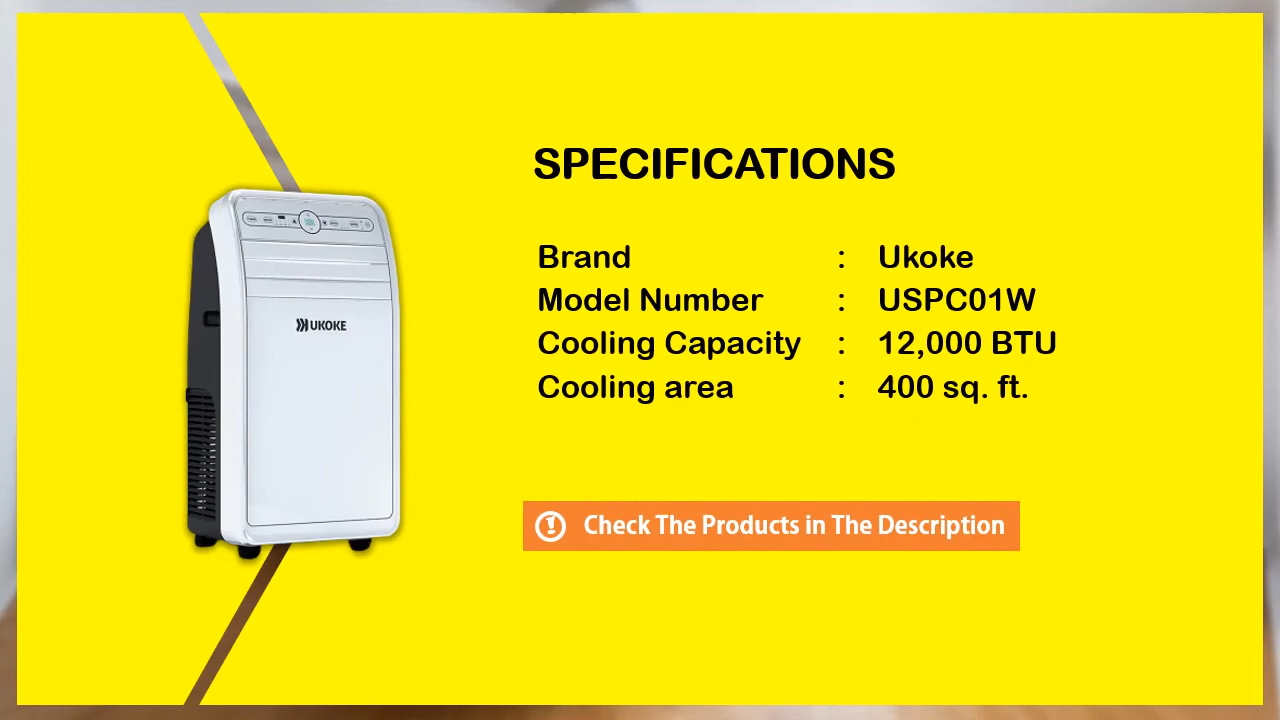 SPECIFICATIONS
Brand : Ukoke
Model Number : USPC01W
Cooling Capacity : 12,000 BTU
Cooling area : 400 sq. ft.
UKOKE
Check The Products in The Description